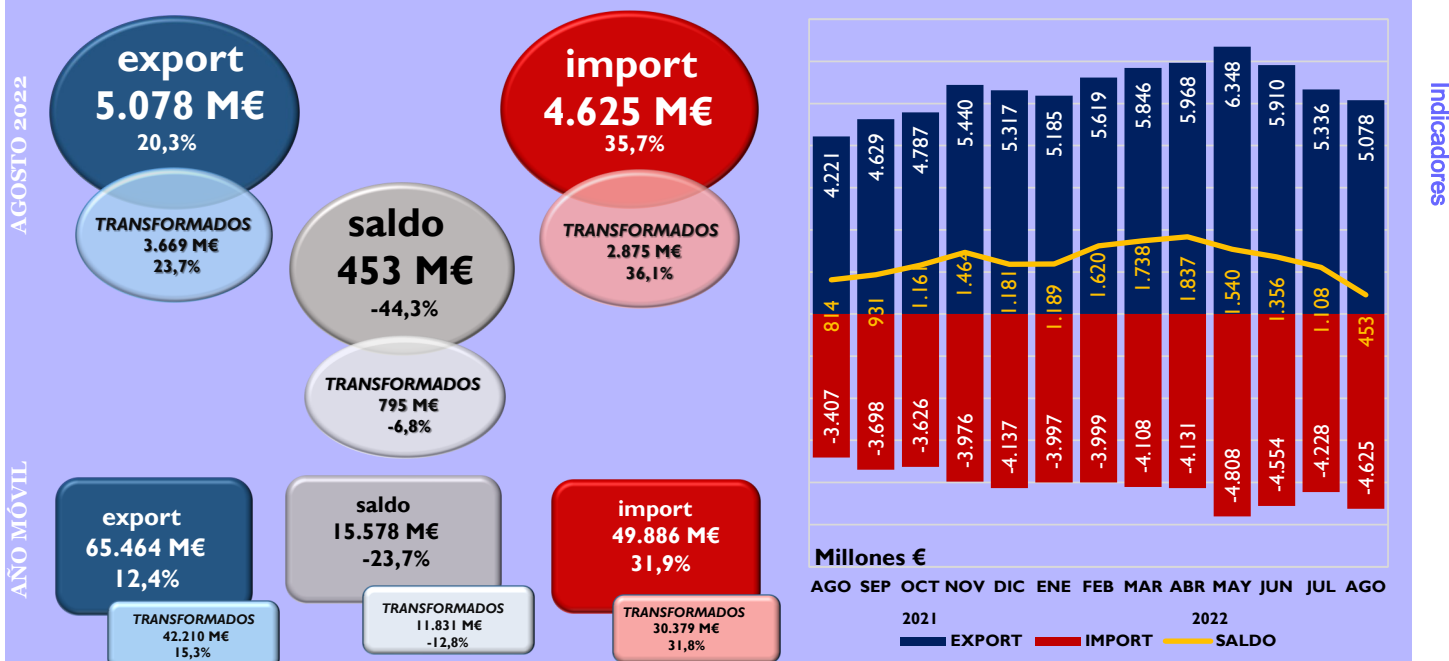 AGOSTO 2022
export
5.078 M€
20,3%
TRANSFORMADOS
3.669 M€
23,7%
saldo
453 M€
-44,3%
TRANSFORMADOS
795 M€
-6,8%
import
4.625 M€
35,7%
TRANSFORMADOS
2.875 M€
36,1%
AÑO MÓVIL
export
65.464 M€
12,4%
TRANSFORMADOS
42.210 M€
15,3%
saldo
15.578 M€
-23,7%
TRANSFORMADOS
11.831 M€
-12,8%
import
49.886 M€
31,9%
TRANSFORMADOS
30.379 M€
31,8%
4.221 4.629 4.787 5.440 5.317 5.185 5.619 5.846 5.968 6.348 5.910 5.336 5.078
814 931 1.161 1.464 1.181 1.189 1.620 1.738 1.837 1.540 1.356 1.108 453
-3.407 -3.698 -3.626 -3.976 -4.137 -3.997 -3.999 -4.108 -4.131 -4.808 -4.554 -4.228 -4.625
Millones €
AGO SEP OCT NOV DIC ENE FEB MAR ABR MAY JUN JUL AGO
2021 2022
EXPORT IMPORT SALDO
Indicadores